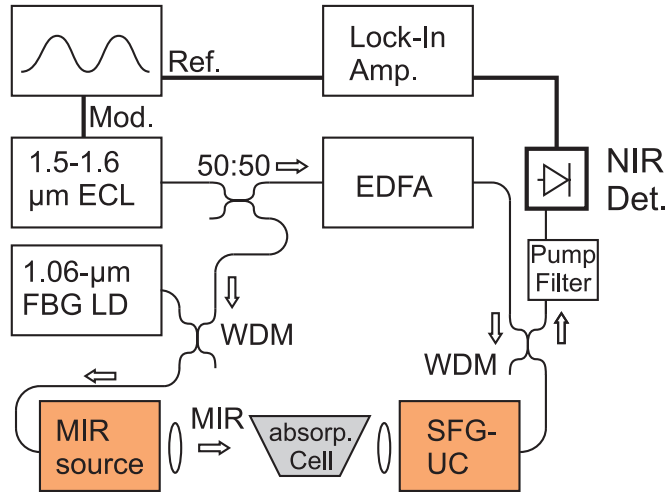 Ref.
Lock-In
Amp.
Mod.
1.5-1.6
µm ECL
50:50
EDFA
NIR
Det.
1.06-µm
FBG LD
Pump
Filter
WDM
WDM
MIR
source
MIR
absorp.
Cell
SFG-
UC